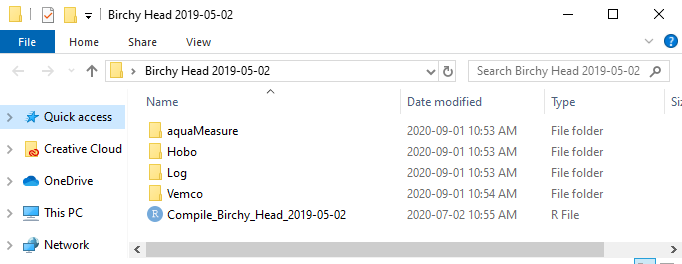 Birchy Head 2019-05-02
File Home Share View
Birchy Head 2019-05-02 Search Birchy Head 2019-05-02
Name Date modified Type Si
Quick access aquaMeasure 2020-09-01 10:53 AM File folder
Creative Cloud Hobo 2020-09-01 10:53 AM File folder
Log 2020-09-01 10:53 AM File folder
OneDrive Vemco 2020-09-01 10:54 AM File folder
This PC Compile_Birchy_Head_2019-05-02 2020-07-02 10:55 AM R File
Network